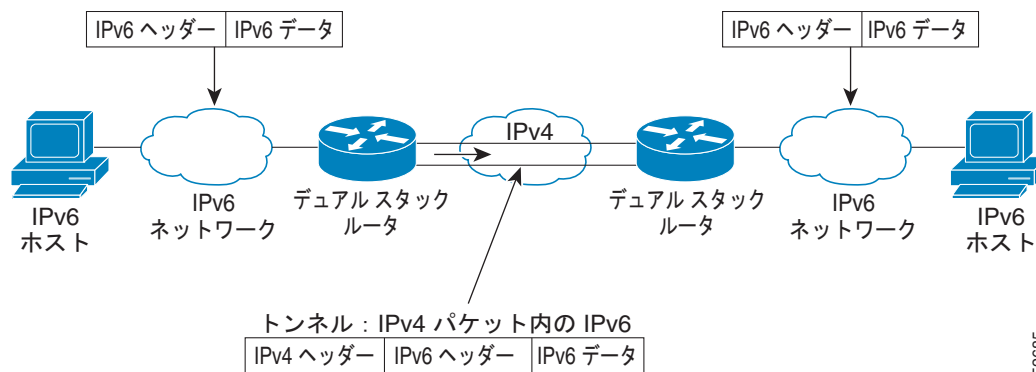 IPv6 ヘッダー IPv6 データ
IPv6 ヘッダー IPv6 データ
IPv4
IPv6
ホスト
IPv6
ネットワーク
デュアル スタック
ルータ
デュアル スタック
ルータ
IPv6
ネットワーク
IPv6
ホスト
トンネル：IPv4 パケット内の IPv6
IPv4 ヘッダー IPv6 ヘッダー IPv6 データ